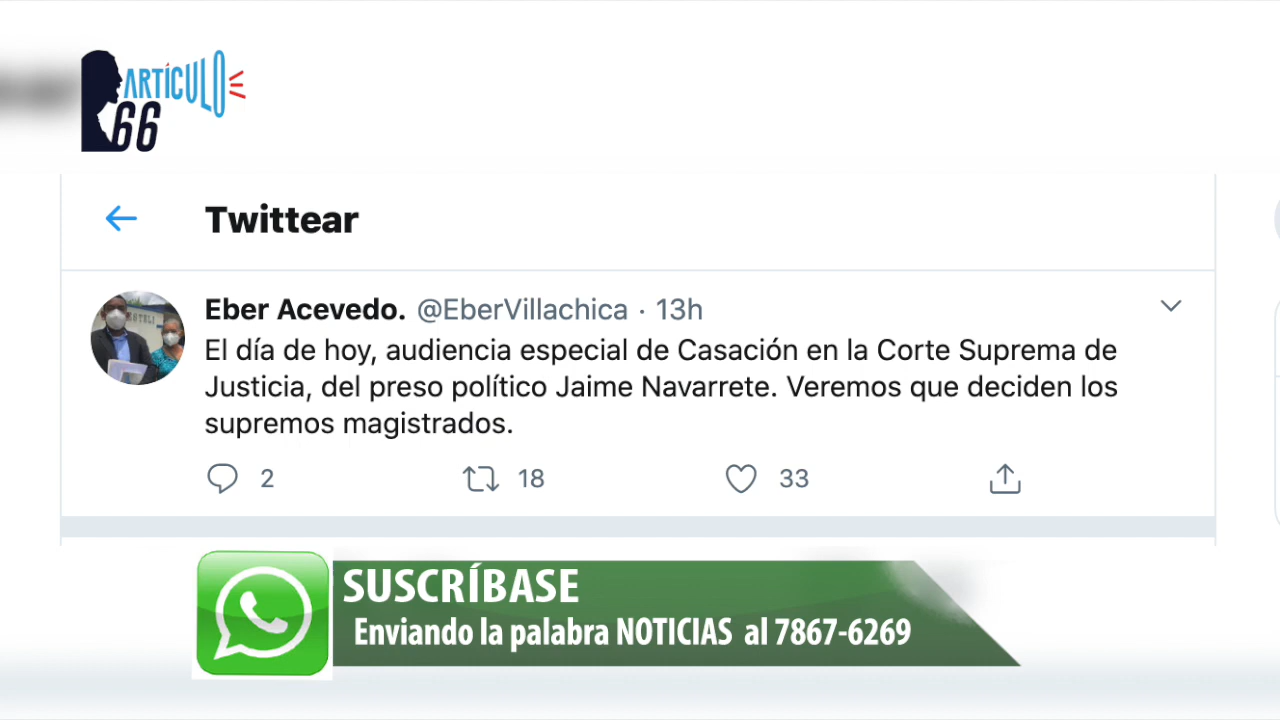 ARTÍCULO
66
Twittear
Eber Acevedo. @EberVillachica · 13h
El día de hoy, audiencia especial de Casación en la Corte Suprema de
Justicia, del preso político Jaime Navarrete. Veremos que deciden los
supremos magistrados.
2 18 33
SUSCRÍBASE
Enviando la palabra NOTICIAS al 7867-6269